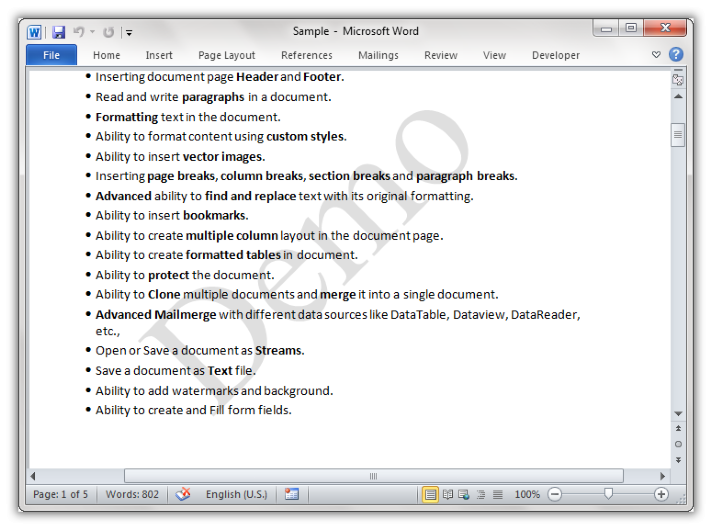 Sample - Microsoft Word
File Home Insert Page Layout References Mailings Review View Developer
• Inserting document page Header and Footer.
• Read and write paragraphs in a document.
• Formatting text in the document.
• Ability to format content using custom styles.
• Ability to insert vector images.
• Inserting page breaks, column breaks, section breaks and paragraph breaks.
• Advanced ability to find and replace text with its original formatting.
• Ability to insert bookmarks.
• Ability to create multiple column layout in the document page.
• Ability to create formatted tables in document.
• Ability to protect the document.
• Ability to Clone multiple documents and merge it into a single document.
• Advanced Mailmerge with different data sources like DataTable, Dataview, DataReader,
etc.,
• Open or Save a document as Streams.
• Save a document as Text file.
• Ability to add watermarks and background.
• Ability to create and Fill form fields.
Demo
Page: 1 of 5 Words: 802 English (U.S.) 100%